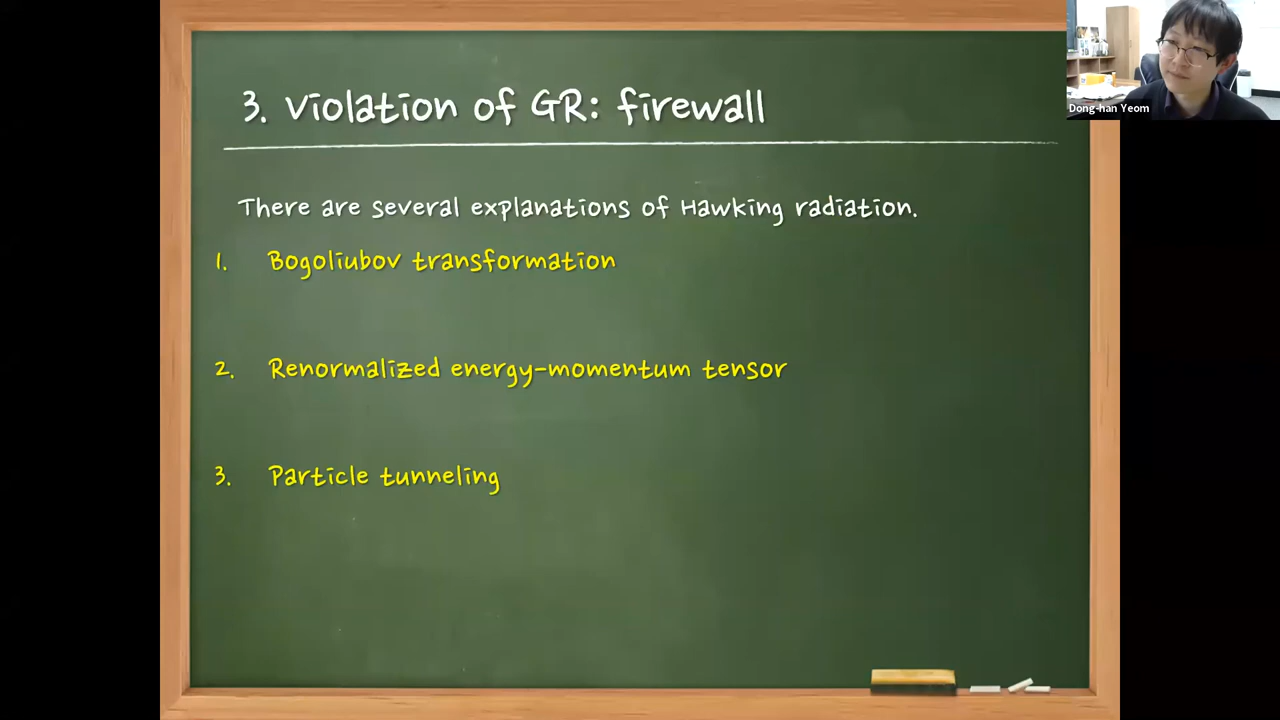 3. Violation of GR: firewall
Dong-han Yeom
There are several explanations of Hawking radiation.
1. Bogoliubov transformation
2. Renormalized energy-momentum tensor
3. Particle tunneling